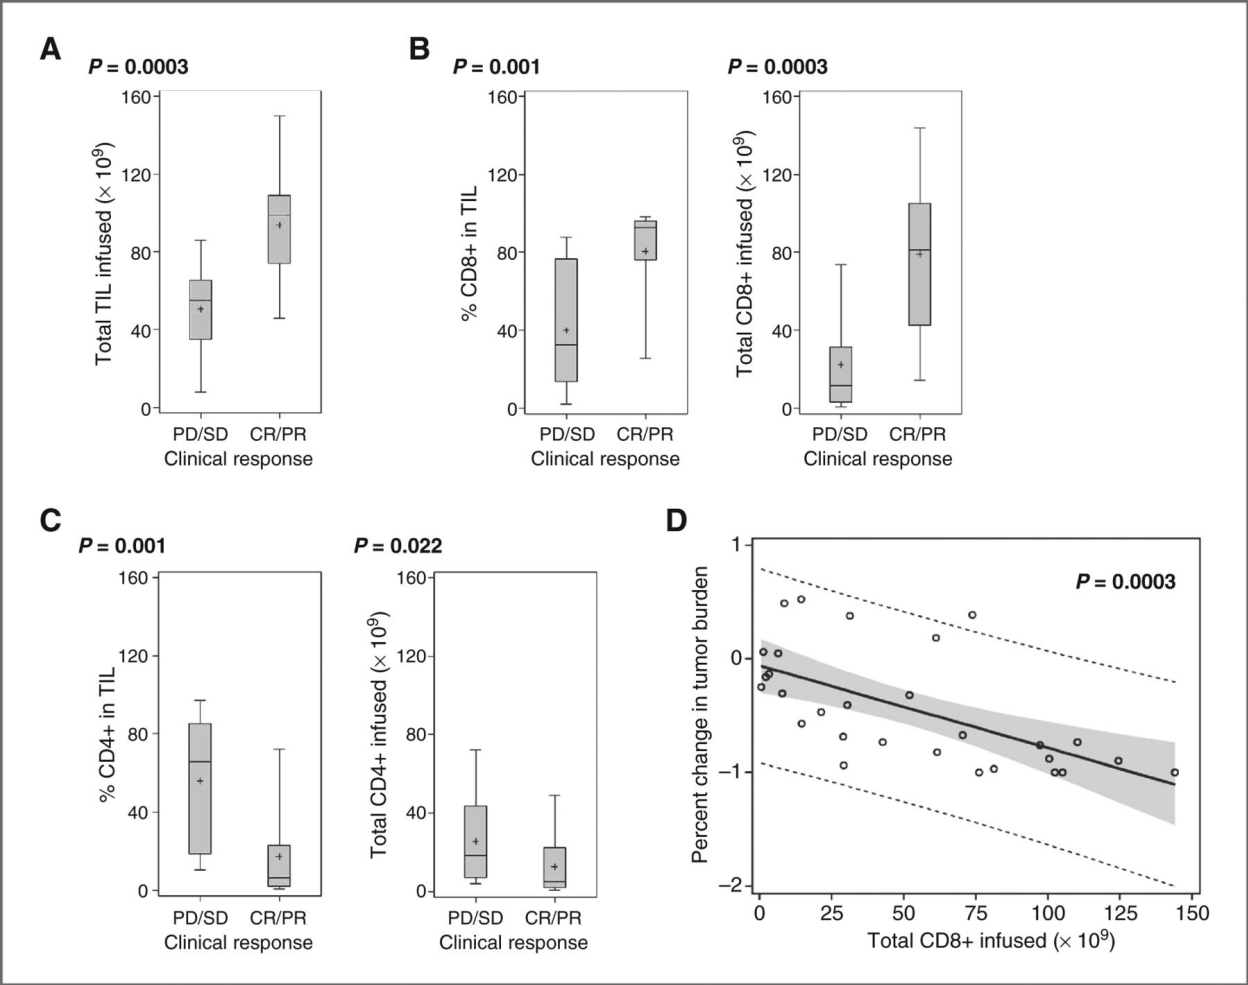 A
P = 0.0003
160
120
80
40
0
Total TIL infused (× 10⁹)
PD/SD CR/PR
Clinical response
B
P = 0.001
160
120
80
40
0
% CD8+ in TIL
PD/SD CR/PR
Clinical response
P = 0.0003
160
120
80
40
0
Total CD8+ infused (× 10⁹)
PD/SD CR/PR
Clinical response
C
P = 0.001
160
120
80
40
0
% CD4+ in TIL
PD/SD CR/PR
Clinical response
P = 0.022
160
120
80
40
0
Total CD4+ infused (× 10⁹)
PD/SD CR/PR
Clinical response
D
P = 0.0003
1
0
−1
−2
Percent change in tumor burden
0 25 50 75 100 125 150
Total CD8+ infused (× 10⁹)